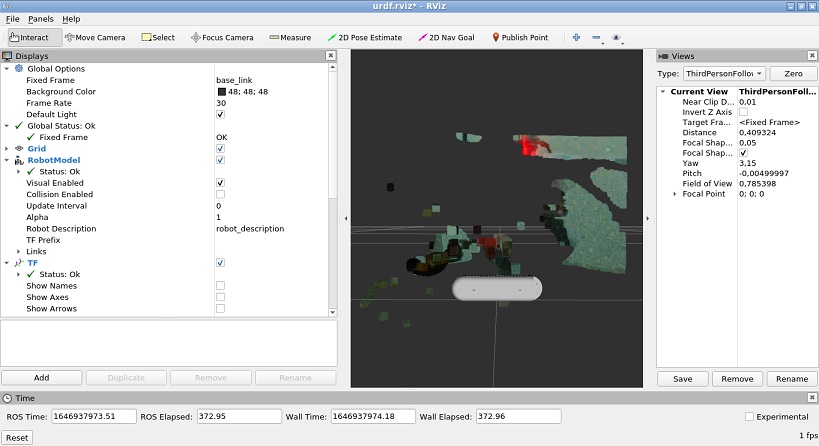 urdf.rviz* - RViz
File Panels Help
Interact Move Camera Select Focus Camera Measure 2D Pose Estimate 2D Nav Goal Publish Point
Displays
Global Options
Fixed Frame base_link
Background Color 48; 48; 48
Frame Rate 30
Default Light
Global Status: Ok
Fixed Frame OK
Grid
RobotModel
Status: Ok
Visual Enabled
Collision Enabled
Update Interval 0
Alpha 1
Robot Description robot_description
TF Prefix
Links
TF
Status: Ok
Show Names
Show Axes
Show Arrows
Add Duplicate Remove Rename
Views
Type: ThirdPersonFollov Zero
Current View ThirdPersonFoll...
Near Clip D... 0,01
Invert Z Axis
Target Fra... <Fixed Frame>
Distance 0,409324
Focal Shap... 0,05
Focal Shap...
Yaw 3,15
Pitch -0,00499997
Field of View 0,785398
Focal Point 0; 0; 0
Save Remove Rename
Time
ROS Time: 1646937973.51 ROS Elapsed: 372.95 Wall Time: 1646937974.18 Wall Elapsed: 372.96 Experimental
Reset 1 fps